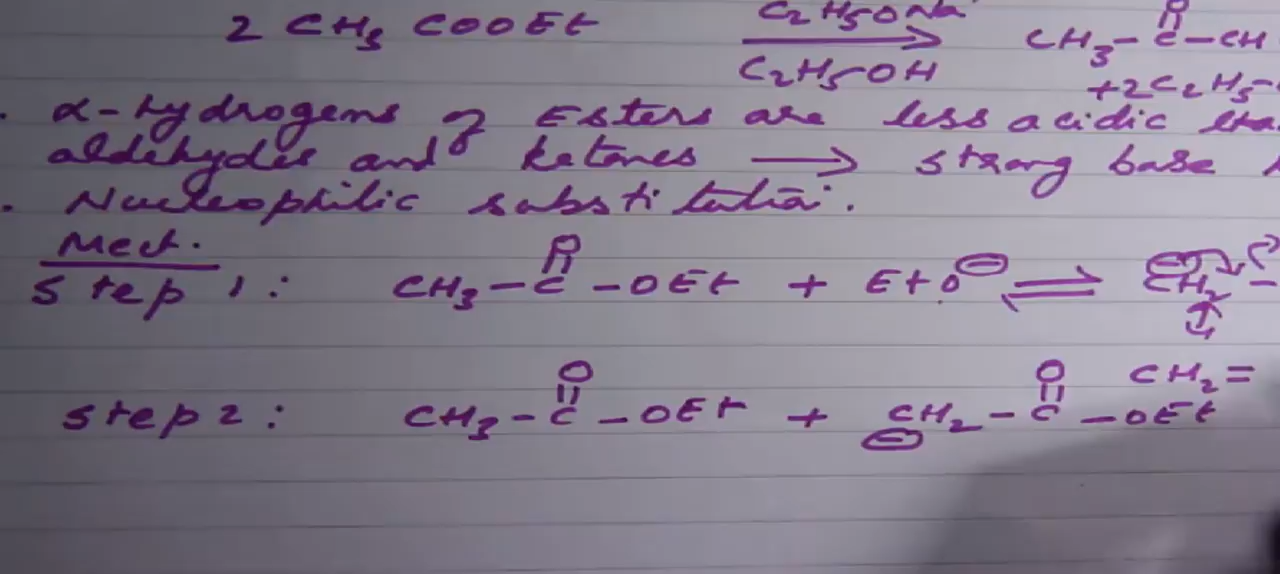 2 CH3 COOEt C2H5ONa CH3-C-CH
C2H5OH +2C2H5-
. α-hydrogens of Esters are less acidic
aldehydes and ketones → strong base
. Nucleophilic substitution.
Mech.
Step 1: CH3-C-OEt + EtO⊖ ⇌ CH2-
O
CH2=
step 2: CH3-C-OEt + CH2-C-OEt